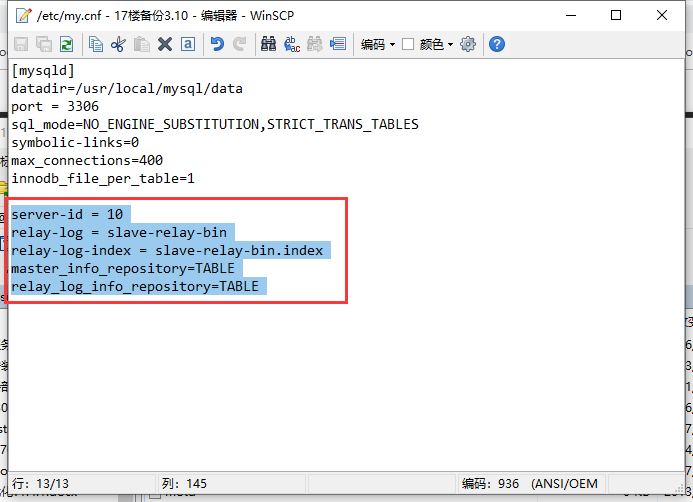 /etc/my.cnf - 17楼备份3.10 - 编辑器 - WinSCP
编码 颜色
[mysqld]
datadir=/usr/local/mysql/data
port = 3306
sql_mode=NO_ENGINE_SUBSTITUTION,STRICT_TRANS_TABLES
symbolic-links=0
max_connections=400
innodb_file_per_table=1
server-id = 10
relay-log = slave-relay-bin
relay-log-index = slave-relay-bin.index
master_info_repository=TABLE
relay_log_info_repository=TABLE
行: 13/13 列: 145 编码: 936 (ANSI/OEM